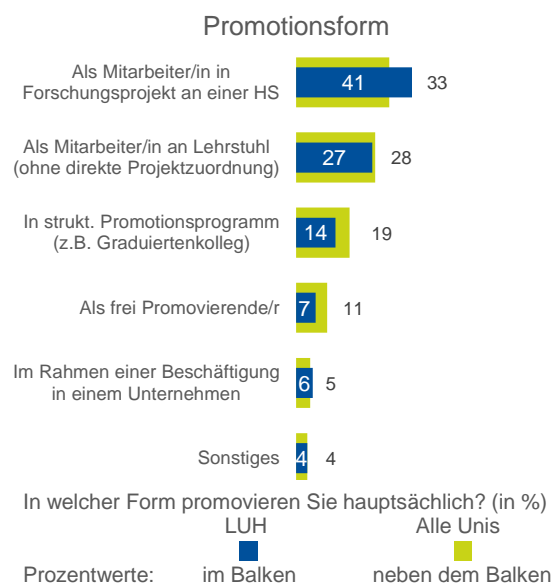 Promotionsform
Als Mitarbeiter/in in
Forschungsprojekt an einer HS
41
33
Als Mitarbeiter/in an Lehrstuhl
(ohne direkte Projektzuordnung)
27
28
In strukt. Promotionsprogramm
(z.B. Graduiertenkolleg)
14
19
Als frei Promovierende/r
7
11
Im Rahmen einer Beschäftigung
in einem Unternehmen
6
5
Sonstiges
4
4
In welcher Form promovieren Sie hauptsächlich? (in %)
LUH Alle Unis
Prozentwerte: im Balken neben dem Balken